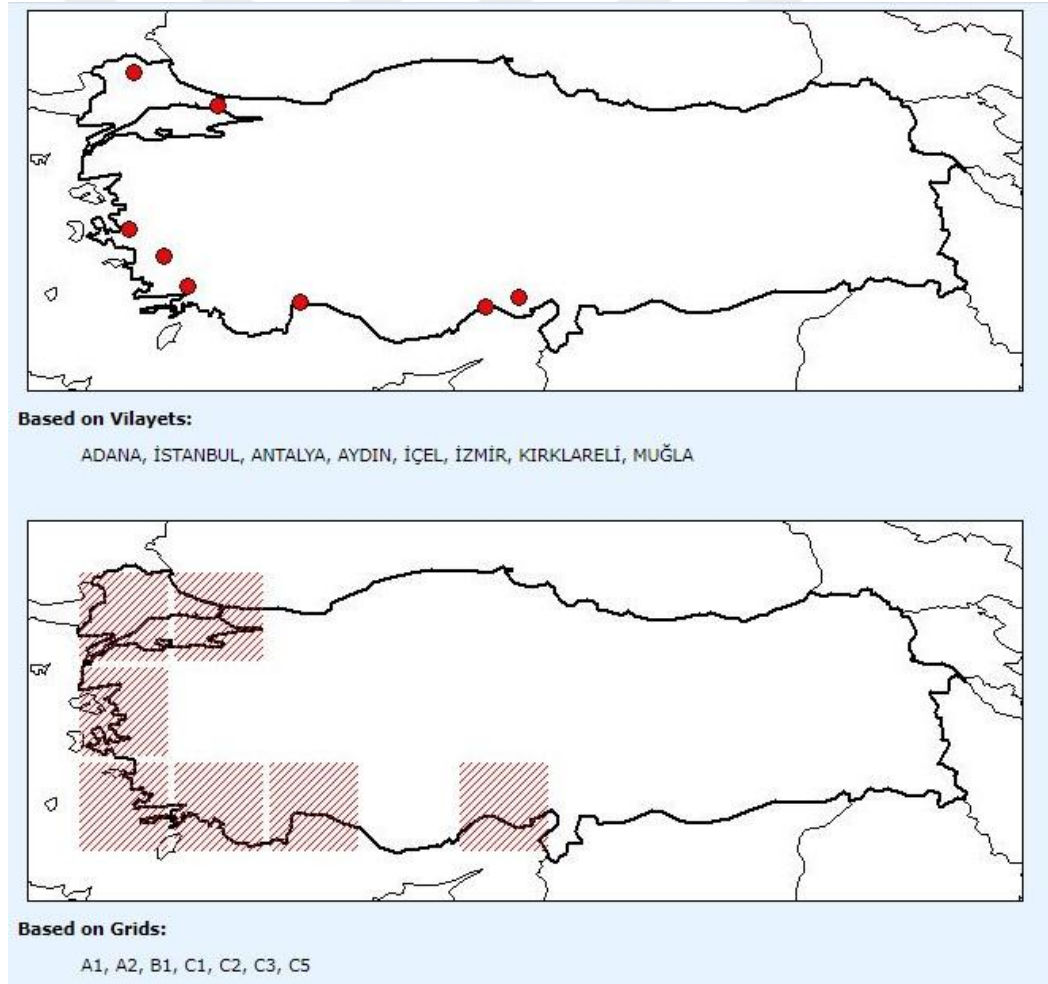 Based on Vilayets:
ADANA, İSTANBUL, ANTALYA, AYDIN, İÇEL, İZMİR, KIRKLARELİ, MUĞLA
Based on Grids:
A1, A2, B1, C1, C2, C3, C5